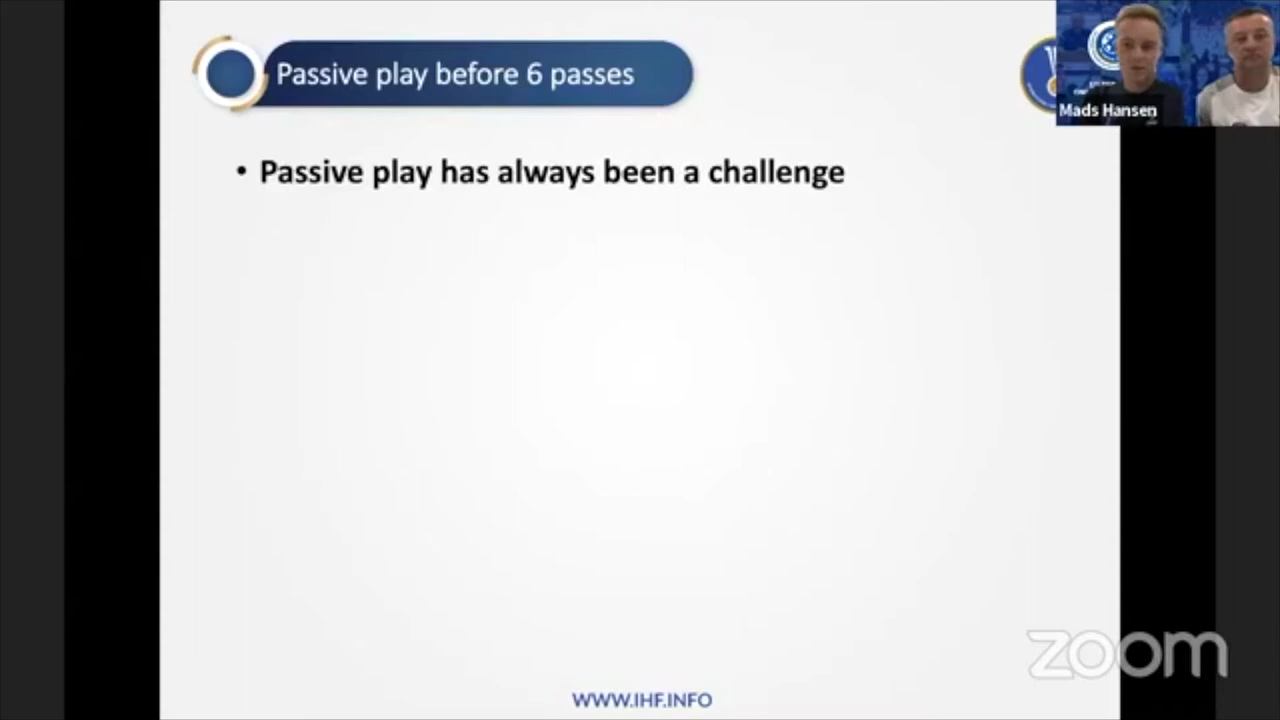 Passive play before 6 passes
Mads Hansen
• Passive play has always been a challenge
zoom
WWW.IHF.INFO